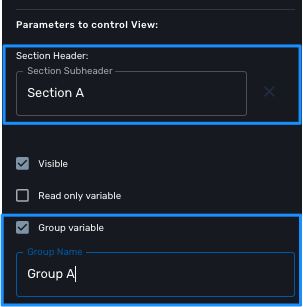 Parameters to control View:
Section Header:
Section Subheader
Section A
Visible
Read only variable
Group variable
Group Name
Group A